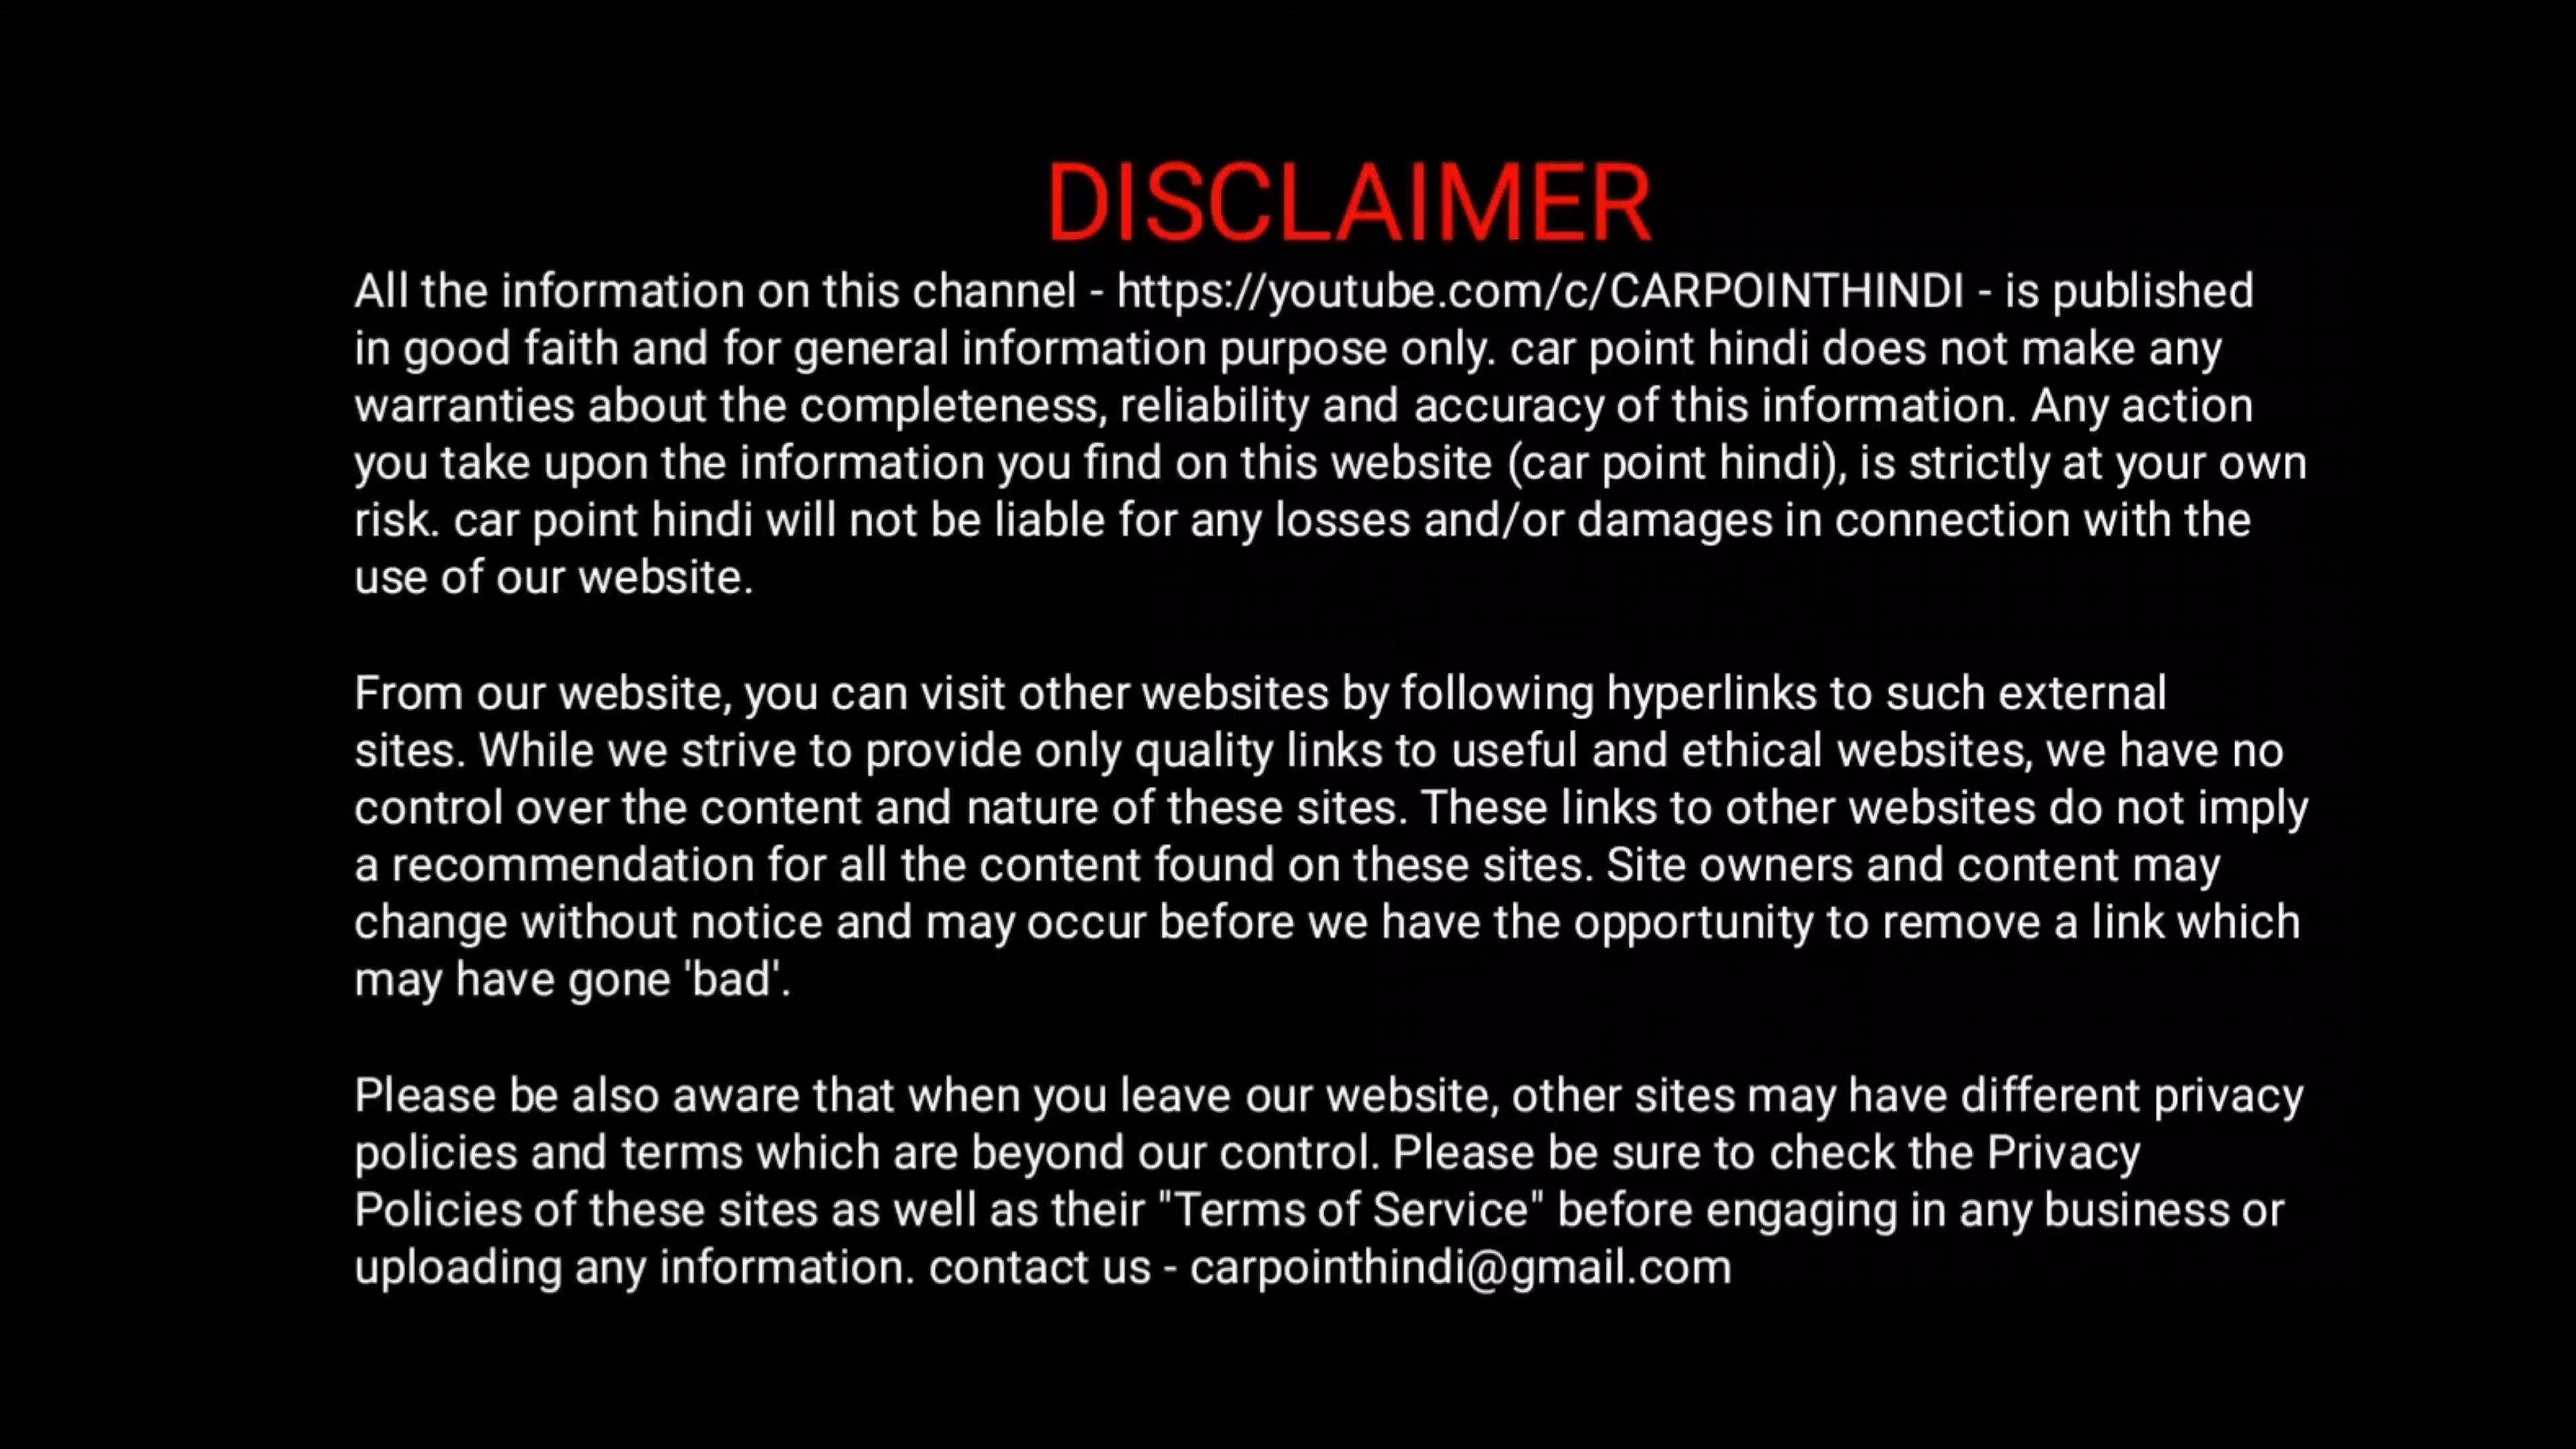 DISCLAIMER
All the information on this channel - https://youtube.com/c/CARPOINTHINDI - is published
in good faith and for general information purpose only. car point hindi does not make any
warranties about the completeness, reliability and accuracy of this information. Any action
you take upon the information you find on this website (car point hindi), is strictly at your own
risk. car point hindi will not be liable for any losses and/or damages in connection with the
use of our website.
From our website, you can visit other websites by following hyperlinks to such external
sites. While we strive to provide only quality links to useful and ethical websites, we have no
control over the content and nature of these sites. These links to other websites do not imply
a recommendation for all the content found on these sites. Site owners and content may
change without notice and may occur before we have the opportunity to remove a link which
may have gone 'bad'.
Please be also aware that when you leave our website, other sites may have different privacy
policies and terms which are beyond our control. Please be sure to check the Privacy
Policies of these sites as well as their "Terms of Service" before engaging in any business or
uploading any information. contact us - carpointhindi@gmail.com